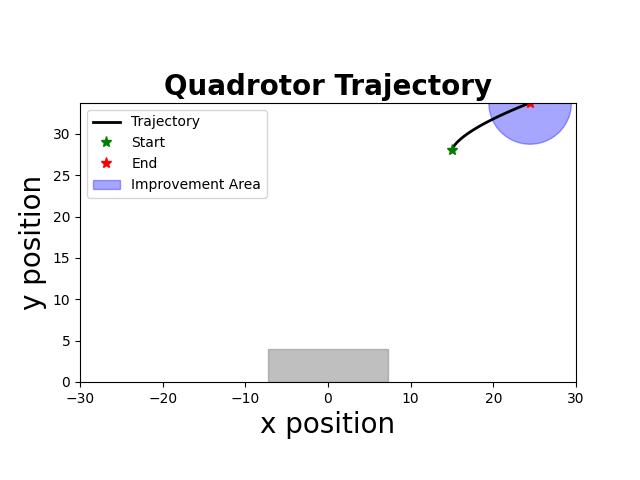 Quadrotor Trajectory
Trajectory
Start
End
Improvement Area
30
25
20
15
10
5
0
y position
−30
−20
−10
0
10
20
30
x position